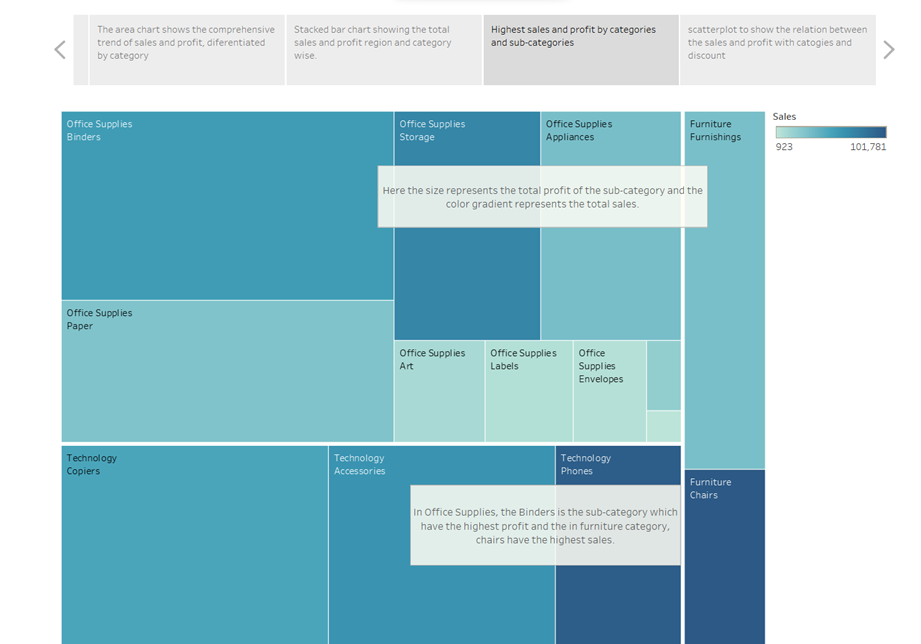 The area chart shows the comprehensive
trend of sales and profit, diferentiated
by category
Stacked bar chart showing the total
sales and profit region and category
wise.
Highest sales and profit by categories
and sub-categories
scatterplot to show the relation between
the sales and profit with catogies and
discount
Office Supplies
Binders
Office Supplies
Storage
Office Supplies
Appliances
Furniture
Furnishings
Sales
923
101,781
Here the size represents the total profit of the sub-category and the
color gradient represents the total sales.
Office Supplies
Paper
Office Supplies
Art
Office Supplies
Labels
Office
Supplies
Envelopes
Technology
Copiers
Technology
Accessories
Technology
Phones
Furniture
Chairs
In Office Supplies, the Binders is the sub-category which
have the highest profit and the in furniture category,
chairs have the highest sales.